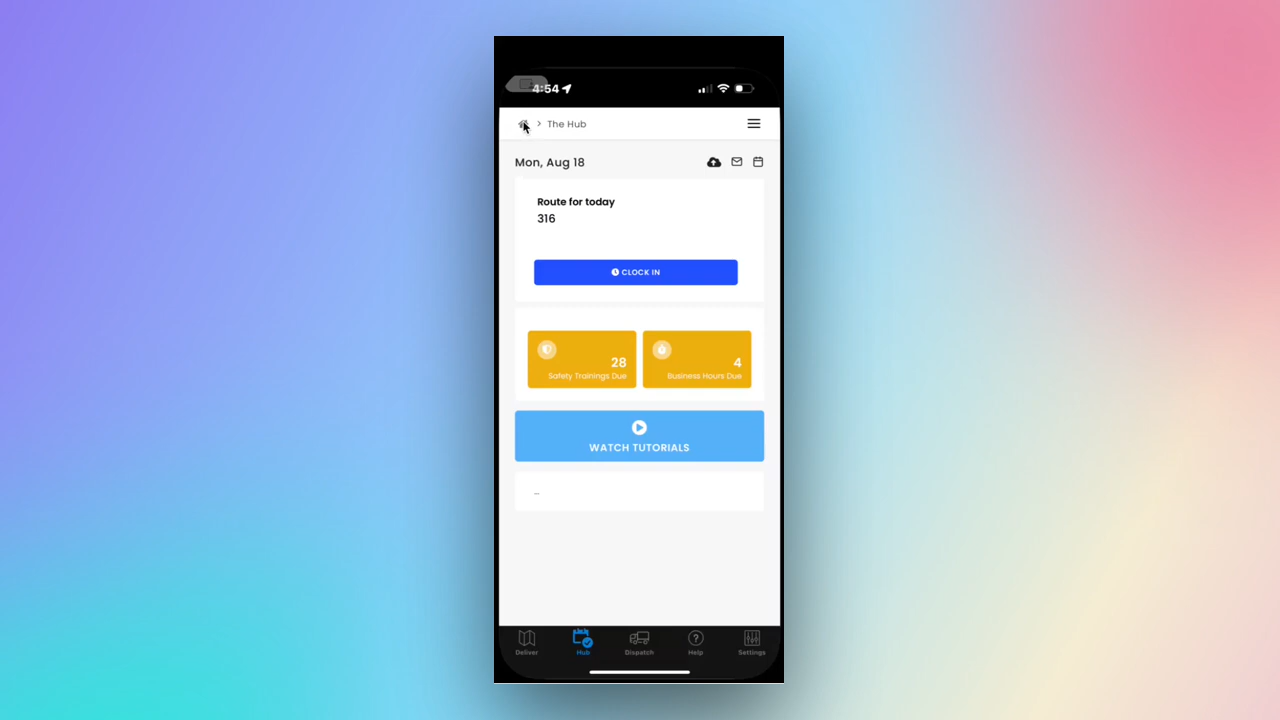 4:54
> The Hub
Mon, Aug 18
Route for today
316
CLOCK IN
28
Safety Trainings Due
4
Business Hours Due
WATCH TUTORIALS
–
Deliver
Hub
Dispatch
Help
Settings